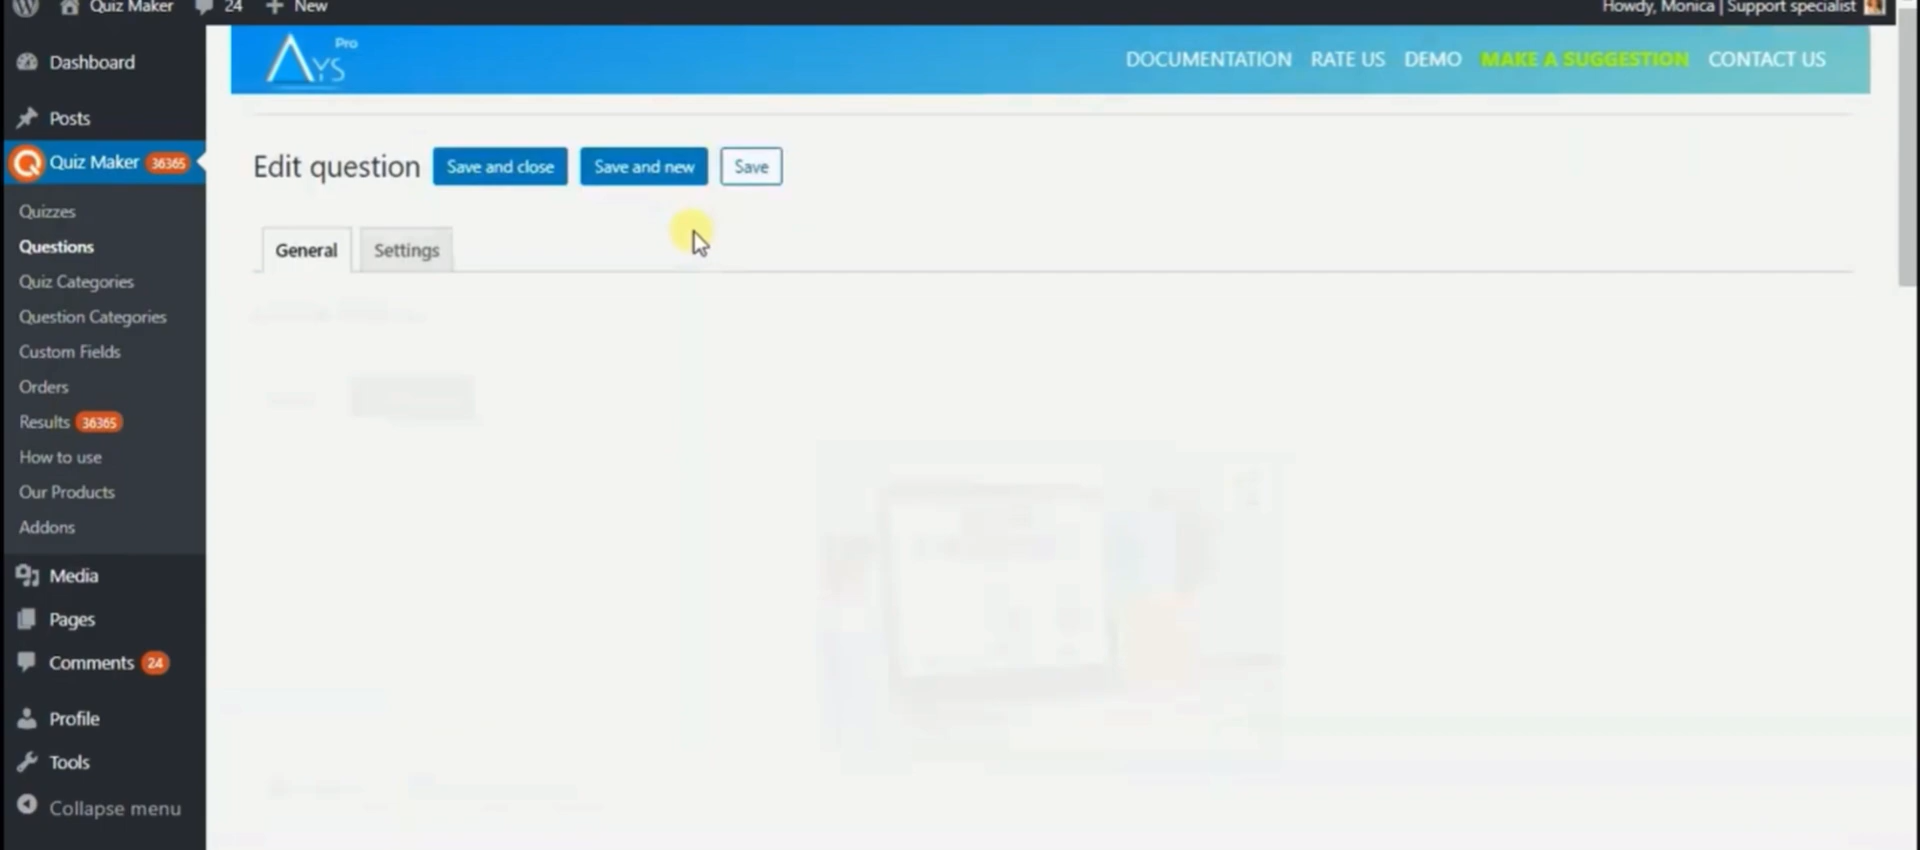 Quiz Maker 24 New Howdy, Monica | Support specialist
AYS Pro
DOCUMENTATION RATE US DEMO MAKE A SUGGESTION CONTACT US
Dashboard
Posts
Quiz Maker 36365
Quizzes
Questions
Quiz Categories
Question Categories
Custom Fields
Orders
Results 36365
How to use
Our Products
Addons
Media
Pages
Comments 24
Profile
Tools
Collapse menu
Edit question Save and close Save and new Save
General Settings